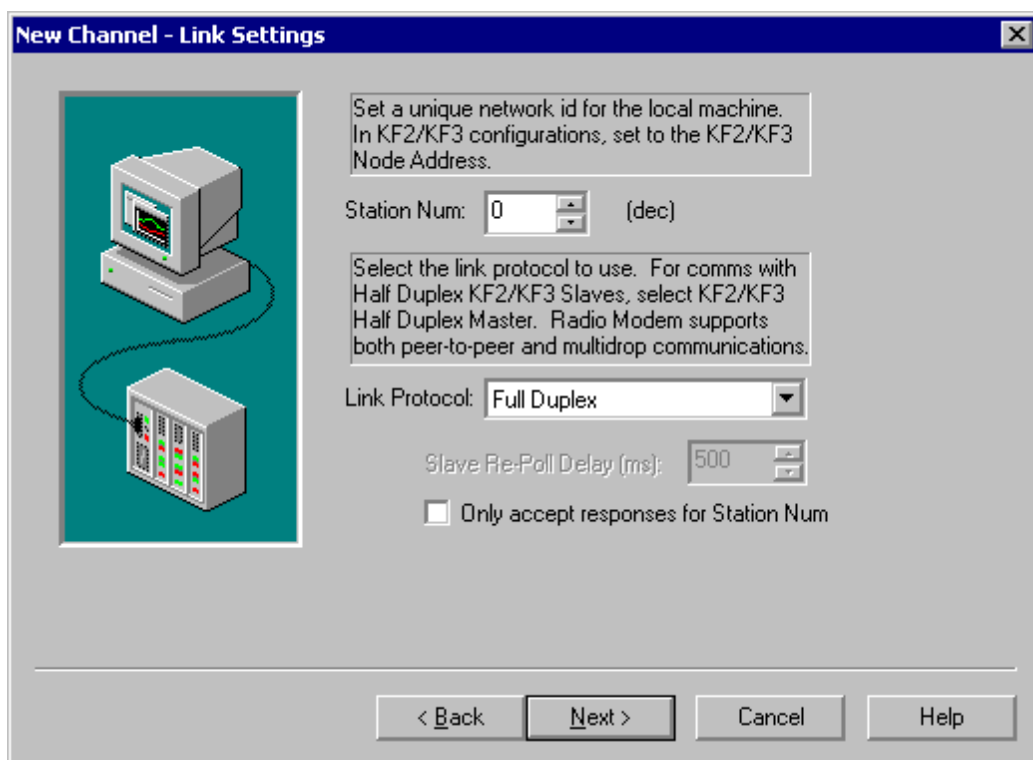 New Channel - Link Settings
Set a unique network id for the local machine.
In KF2/KF3 configurations, set to the KF2/KF3
Node Address.
Station Num: 0 (dec)
Select the link protocol to use. For comms with
Half Duplex KF2/KF3 Slaves, select KF2/KF3
Half Duplex Master. Radio Modem supports
both peer-to-peer and multidrop communications.
Link Protocol: Full Duplex
Slave Re-Poll Delay (ms): 500
Only accept responses for Station Num
< Back Next > Cancel Help